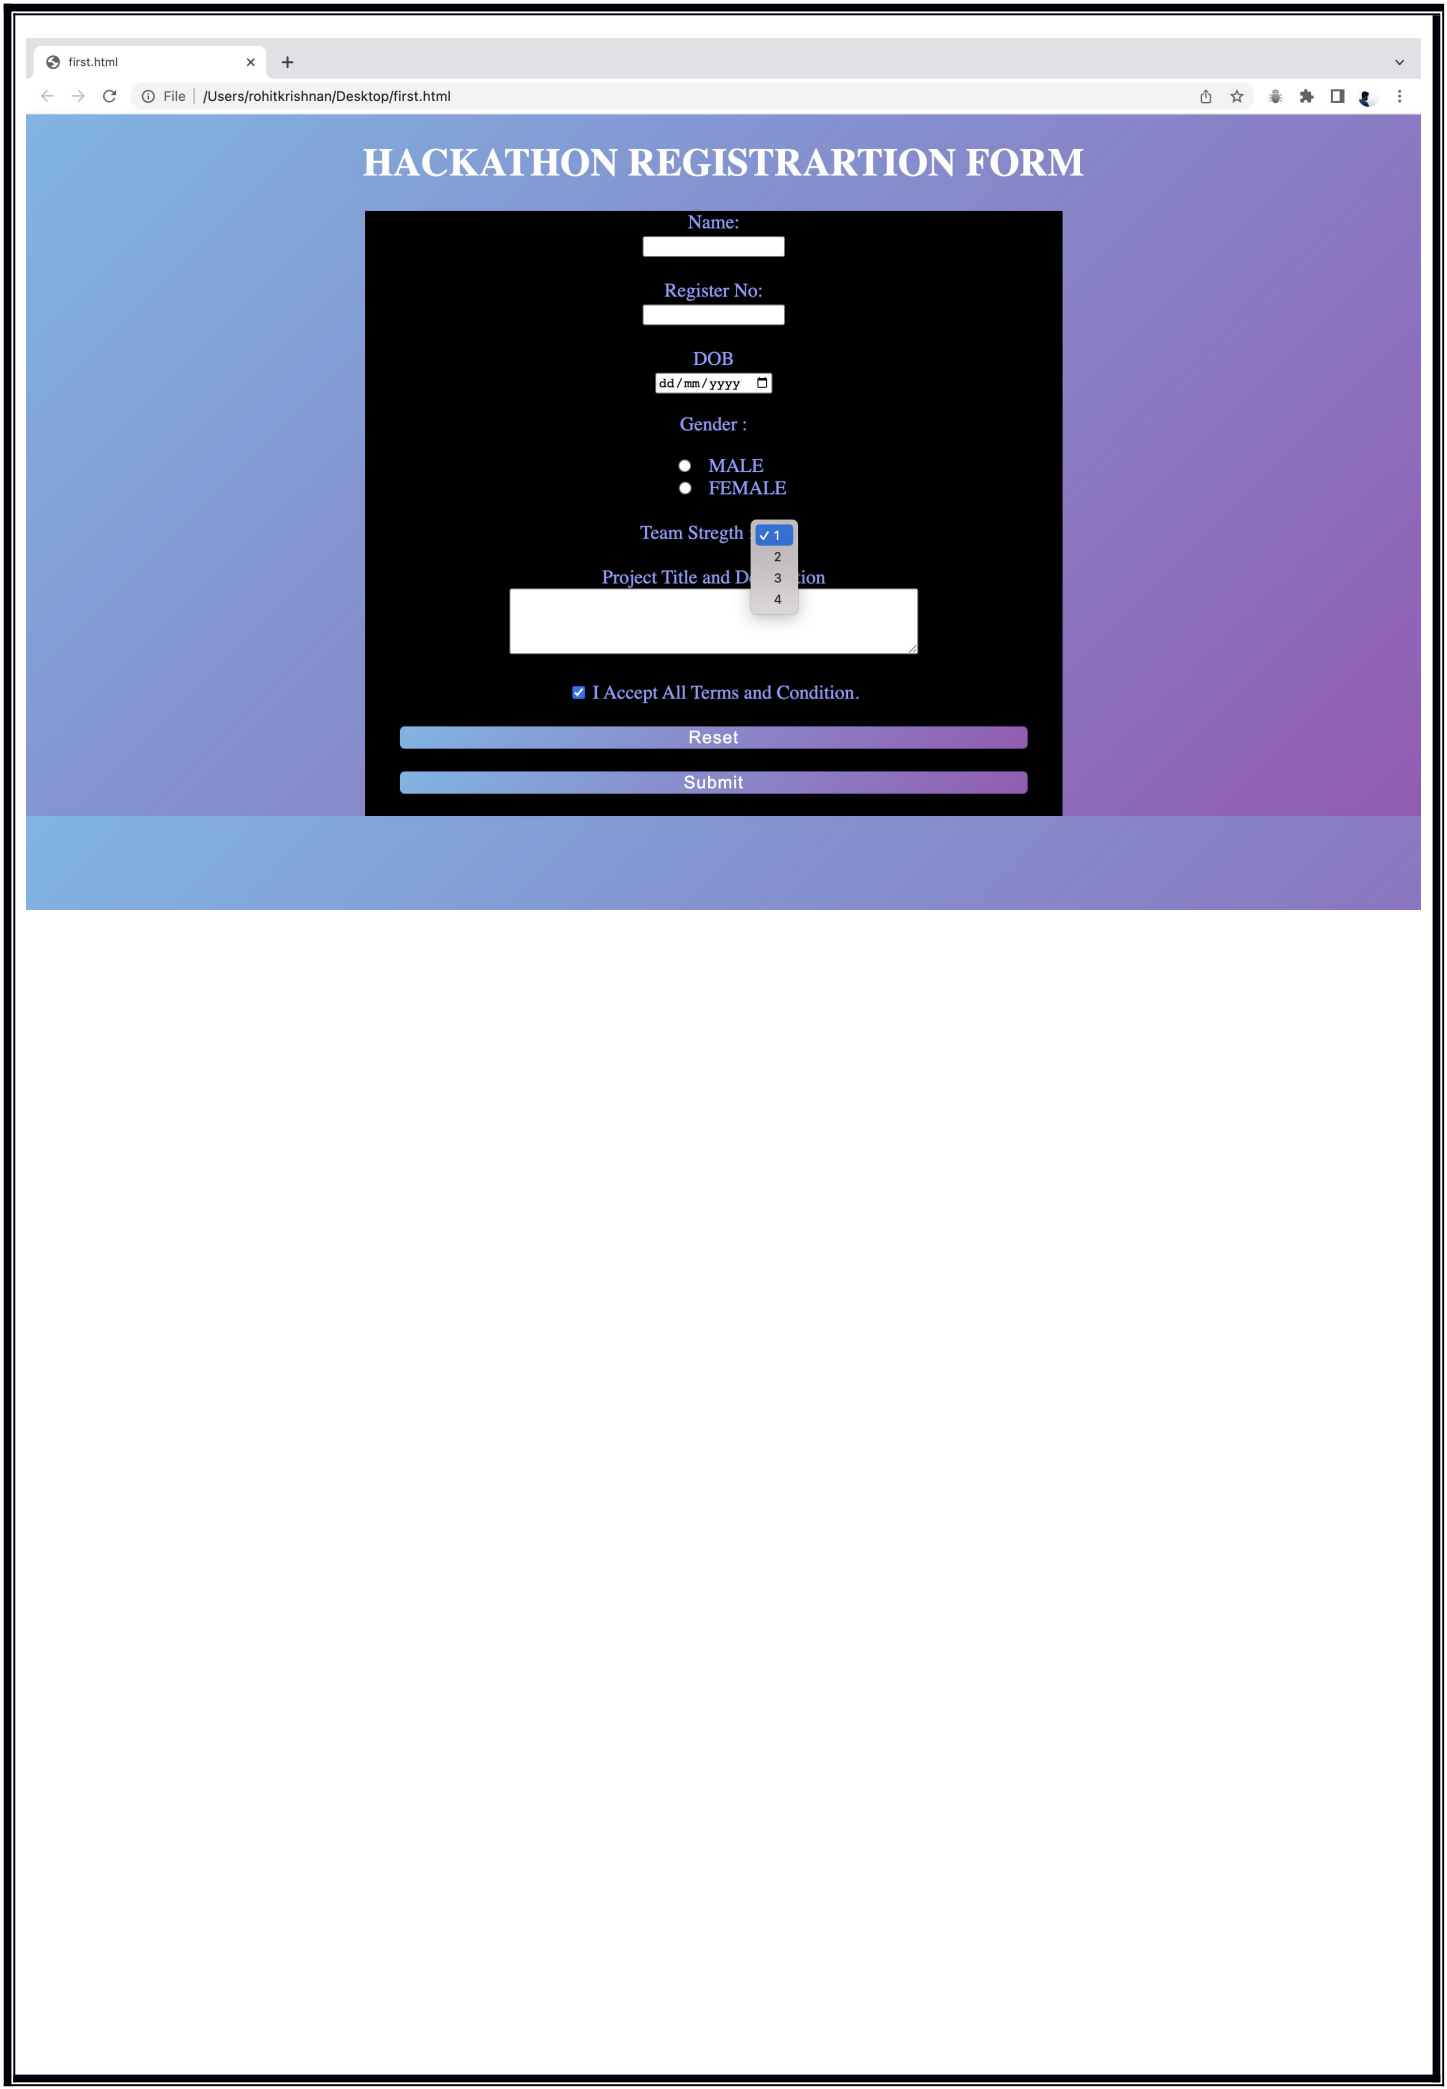 first.html
File /Users/rohitkrishnan/Desktop/first.html
HACKATHON REGISTRARTION FORM
Name:
Register No:
DOB
dd/mm/yyyy
Gender :
MALE
FEMALE
Team Stregth :
1
2
3
4
Project Title and D tion
I Accept All Terms and Condition.
Reset
Submit